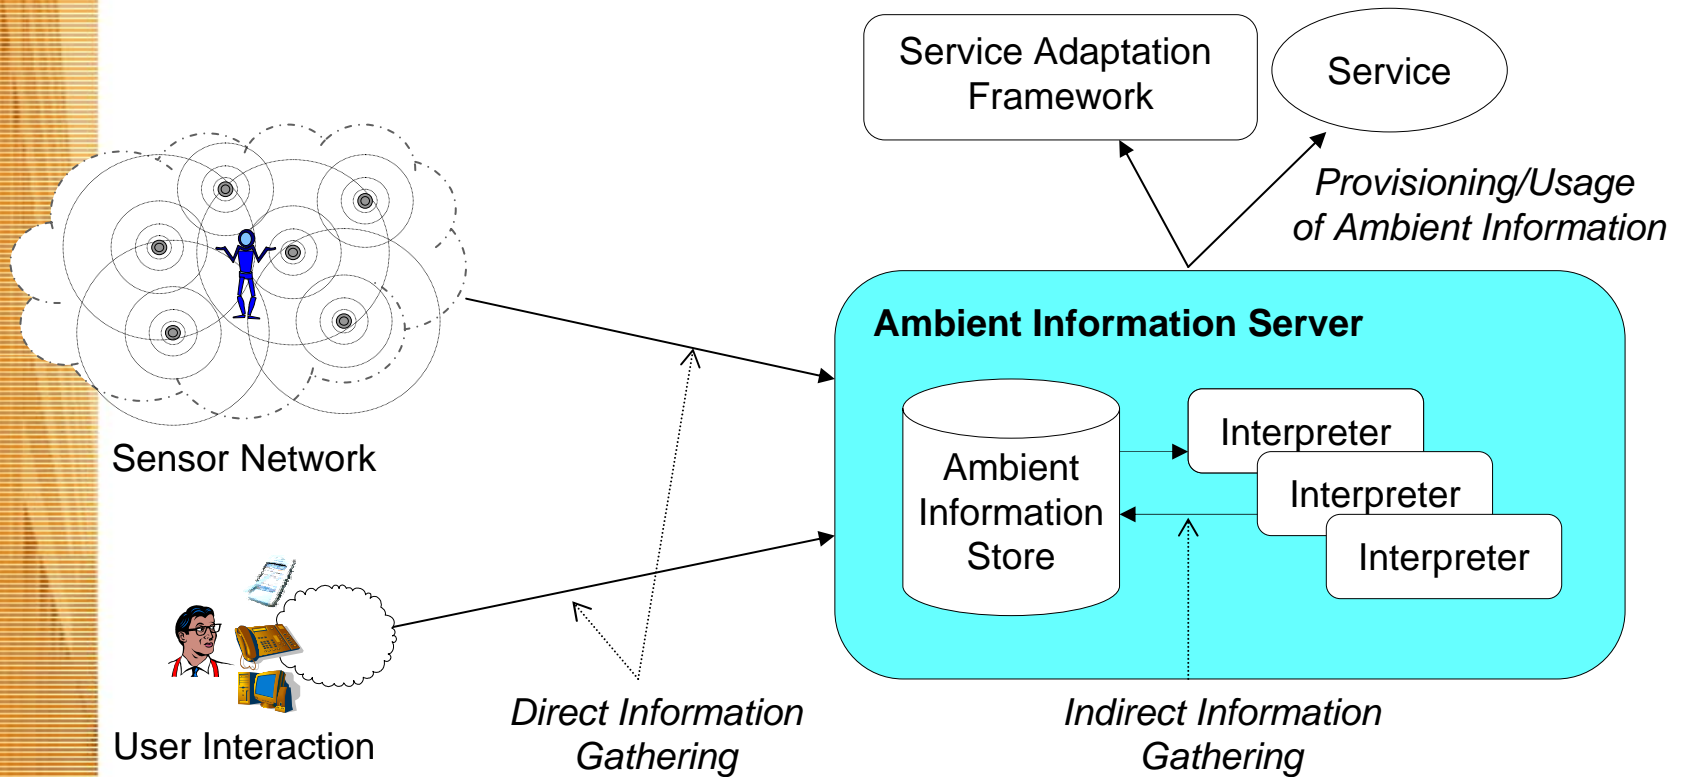 Service Adaptation
Framework
Service
Provisioning/Usage
of Ambient Information
Ambient Information Server
Interpreter
Ambient
Information
Store
Interpreter
Interpreter
Sensor Network
User Interaction
Direct Information
Gathering
Indirect Information
Gathering